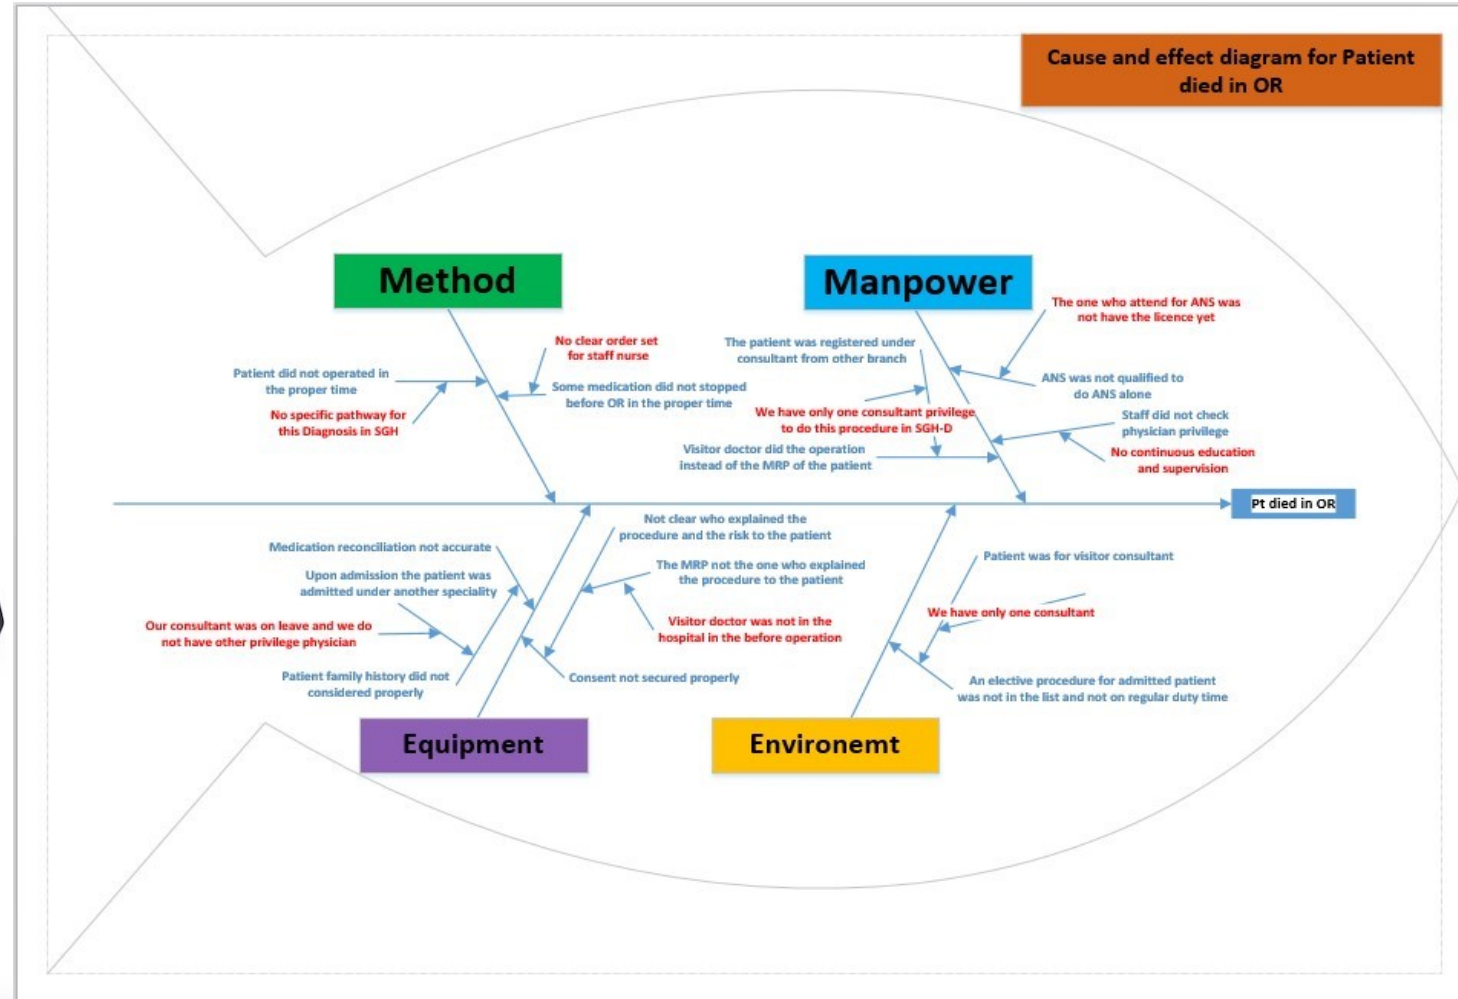 Cause and effect diagram for Patient
died in OR
Method
Manpower
The one who attend for ANS was
not have the licence yet
No clear order set
for staff nurse
The patient was registered under
consultant from other branch
Patient did not operated in
the proper time
Some medication did not stopped
before OR in the proper time
ANS was not qualified to
do ANS alone
No specific pathway for
this Diagnosis in SGH
We have only one consultant privilege
to do this procedure in SGH-D
Staff did not check
physician privilege
Visitor doctor did the operation
instead of the MRP of the patient
No continuous education
and supervision
Pt died in OR
Not clear who explained the
procedure and the risk to the patient
Medication reconciliation not accurate
Patient was for visitor consultant
Upon admission the patient was
admitted under another speciality
The MRP not the one who explained
the procedure to the patient
We have only one consultant
Our consultant was on leave and we do
not have other privilege physician
Visitor doctor was not in the
hospital in the before operation
Patient family history did not
considered properly
Consent not secured properly
An elective procedure for admitted patient
was not in the list and not on regular duty time
Equipment
Environemt